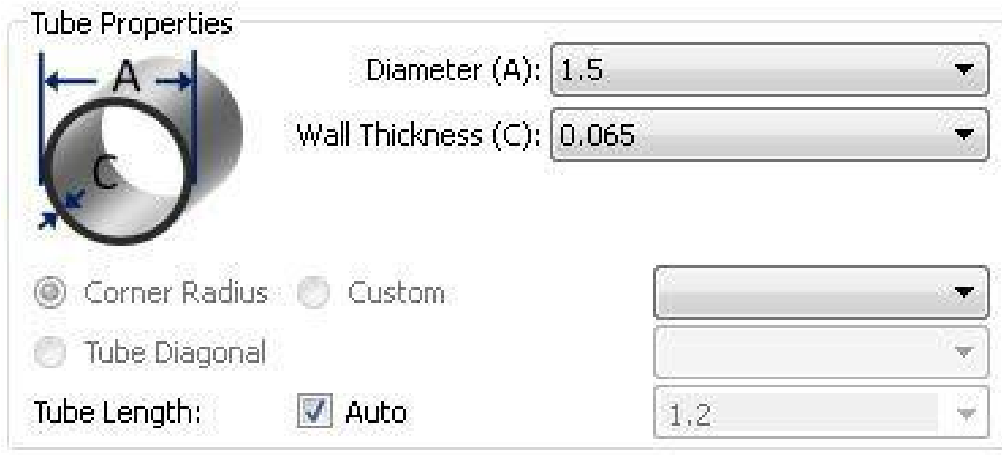 Tube Properties
A
C
Diameter (A): 1.5
Wall Thickness (C): 0.065
Corner Radius Custom
Tube Diagonal
Tube Length: Auto 1.2